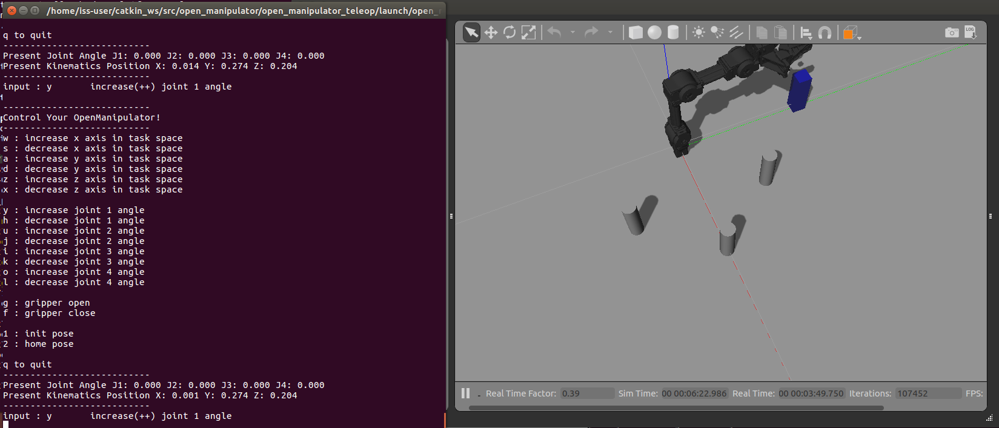 /home/iss-user/catkin_ws/src/open_manipulator/open_manipulator_teleop/launch/open_
q to quit
---------------------------
Present Joint Angle J1: 0.000 J2: 0.000 J3: 0.000 J4: 0.000
Present Kinematics Position X: 0.014 Y: 0.274 Z: 0.204
---------------------------
input : y       increase(++) joint 1 angle
---------------------------
Control Your OpenManipulator!
---------------------------
w : increase x axis in task space
s : decrease x axis in task space
a : increase y axis in task space
d : decrease y axis in task space
z : increase z axis in task space
x : decrease z axis in task space
y : increase joint 1 angle
h : decrease joint 1 angle
u : increase joint 2 angle
j : decrease joint 2 angle
i : increase joint 3 angle
k : decrease joint 3 angle
o : increase joint 4 angle
l : decrease joint 4 angle
g : gripper open
f : gripper close
1 : init pose
2 : home pose
q to quit
---------------------------
Present Joint Angle J1: 0.000 J2: 0.000 J3: 0.000 J4: 0.000
Present Kinematics Position X: 0.001 Y: 0.274 Z: 0.204
---------------------------
input : y       increase(++) joint 1 angle
LOG
Real Time Factor: 0.39 Sim Time: 00 00:06:22.986 Real Time: 00 00:03:49.750 Iterations: 107452 FPS: